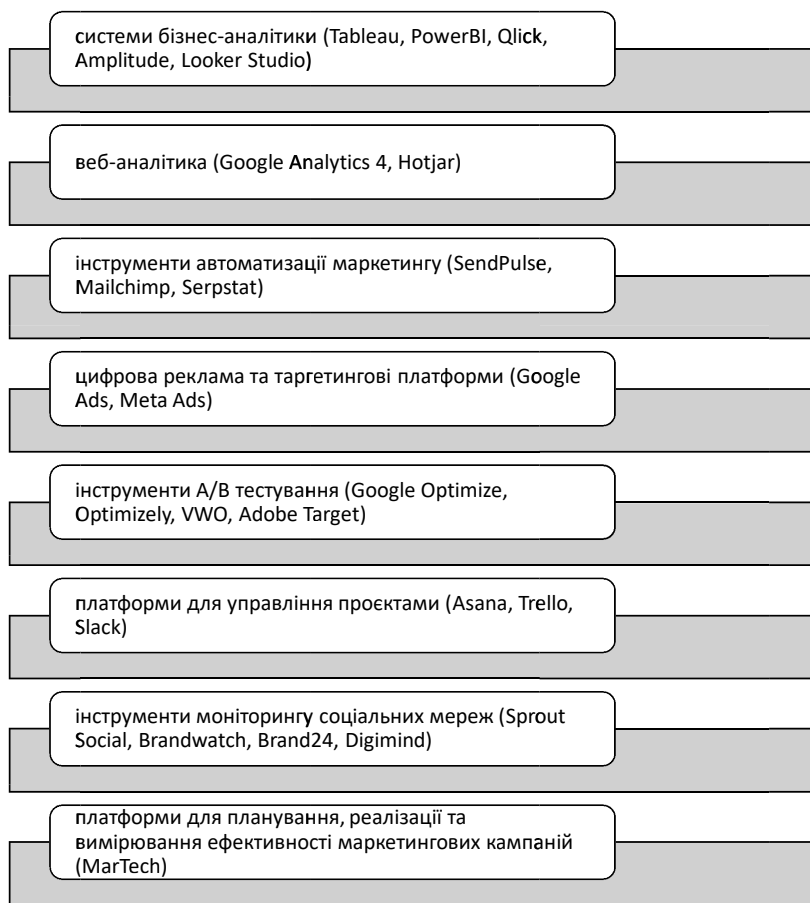 системи бізнес-аналітики (Tableau, PowerBI, Qlick,
Amplitude, Looker Studio)
веб-аналітика (Google Analytics 4, Hotjar)
інструменти автоматизації маркетингу (SendPulse,
Mailchimp, Serpstat)
цифрова реклама та таргетингові платформи (Google
Ads, Meta Ads)
інструменти A/B тестування (Google Optimize,
Optimizely, VWO, Adobe Target)
платформи для управління проєктами (Asana, Trello,
Slack)
інструменти моніторингу соціальних мереж (Sprout
Social, Brandwatch, Brand24, Digimind)
платформи для планування, реалізації та
вимірювання ефективності маркетингових кампаній
(MarTech)